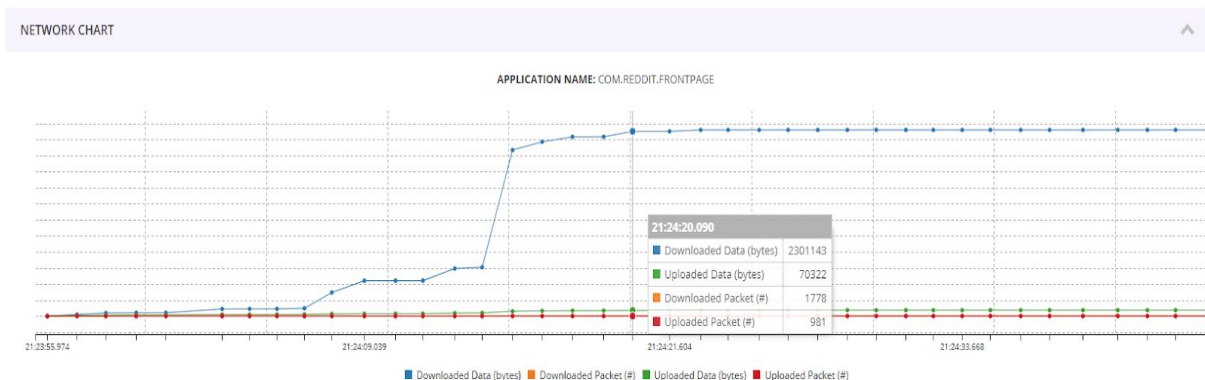 NETWORK CHART
APPLICATION NAME: COM.REDDIT.FRONTPAGE
21:24:20.090
Downloaded Data (bytes) 2301143
Uploaded Data (bytes) 70322
Downloaded Packet (#) 1778
Uploaded Packet (#) 981
21:23:55.974 21:24:09.039 21:24:21.604 21:24:33.668
Downloaded Data (bytes) Downloaded Packet (#) Uploaded Data (bytes) Uploaded Packet (#)